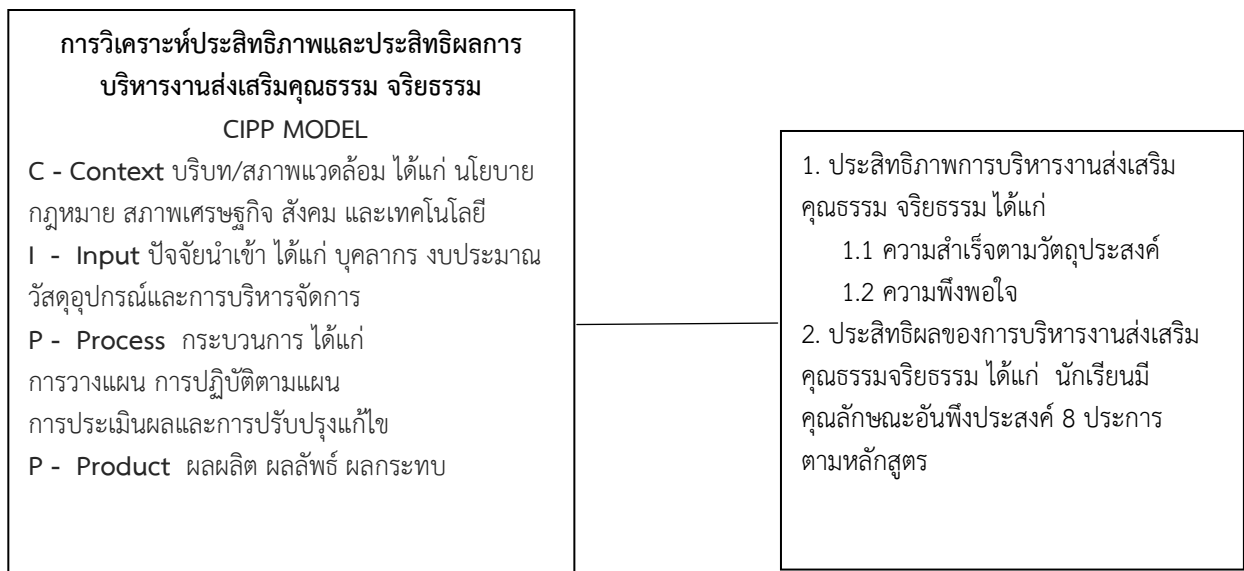 การวิเคราะห์ประสิทธิภาพและประสิทธิผลการ
บริหารงานส่งเสริมคุณธรรม จริยธรรม
CIPP MODEL
C - Context บริบท/สภาพแวดล้อม ได้แก่ นโยบาย
กฎหมาย สภาพเศรษฐกิจ สังคม และเทคโนโลยี
I - Input ปัจจัยนำเข้า ได้แก่ บุคลากร งบประมาณ
วัสดุอุปกรณ์และการบริหารจัดการ
P - Process กระบวนการ ได้แก่
การวางแผน การปฏิบัติตามแผน
การประเมินผลและการปรับปรุงแก้ไข
P - Product ผลผลิต ผลลัพธ์ ผลกระทบ
1. ประสิทธิภาพการบริหารงานส่งเสริม
คุณธรรม จริยธรรม ได้แก่
1.1 ความสำเร็จตามวัตถุประสงค์
1.2 ความพึงพอใจ
2. ประสิทธิผลของการบริหารงานส่งเสริม
คุณธรรมจริยธรรม ได้แก่ นักเรียนมี
คุณลักษณะอันพึงประสงค์ 8 ประการ
ตามหลักสูตร